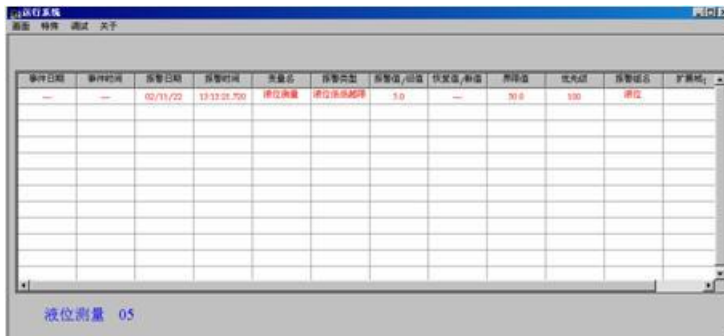 运行系统
画面 特殊 调试 关于
事件日期 事件时间 报警日期 报警时间 变量名 报警类型 报警值/旧值 恢复值/新值 界限值 优先级 报警组名 扩展域
— — 02/11/22 液位测量 液位低低越限 5.0 — 30.0 100 液位
液位测量 05